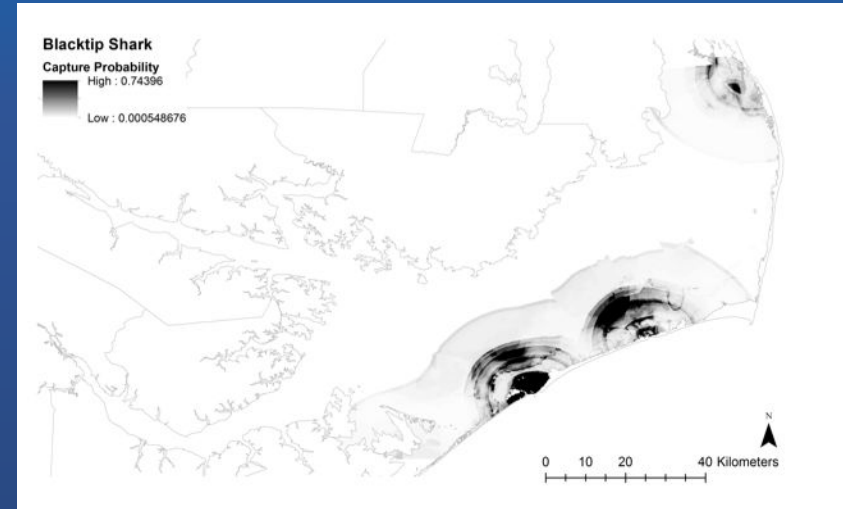 Blacktip Shark
Capture Probability
High : 0.74396
Low : 0.000548676
N
0 10 20 40 Kilometers